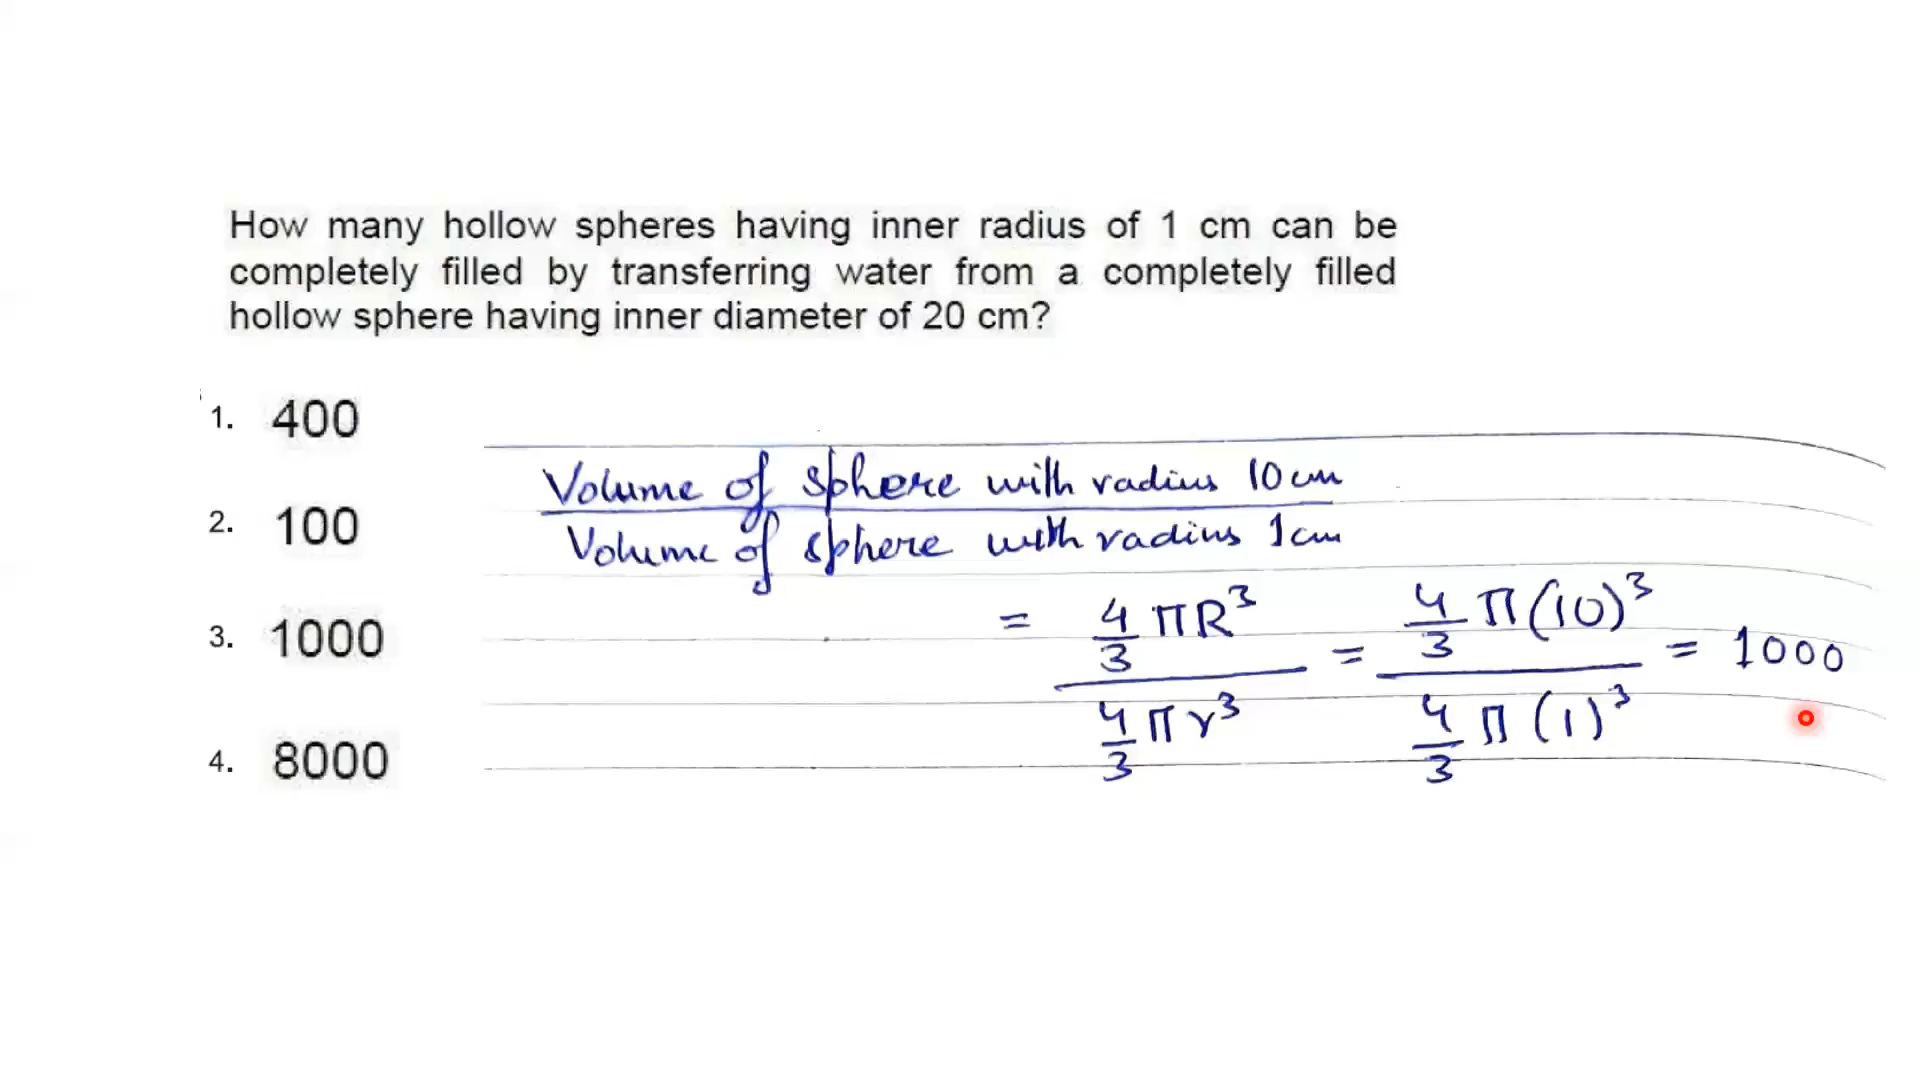 How many hollow spheres having inner radius of 1 cm can be
completely filled by transferring water from a completely filled
hollow sphere having inner diameter of 20 cm?
1. 400
2. 100
3. 1000
4. 8000
Volume of sphere with radius 10 cm
Volume of sphere with radius 1 cm
= 4/3 πR³ / 4/3 πr³ = 4/3 π(10)³ / 4/3 π(1)³ = 1000